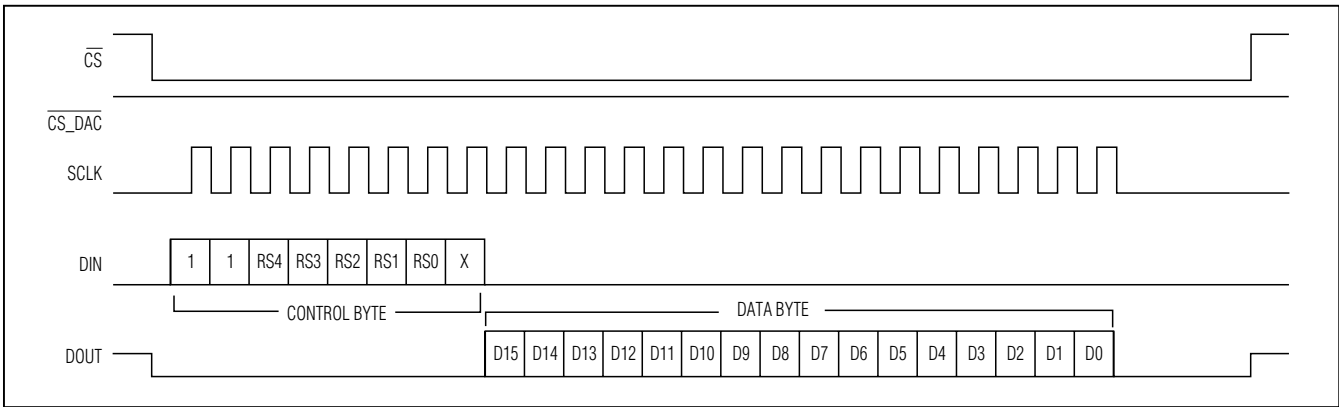 CS
CS_DAC
SCLK
DIN 1 1 RS4 RS3 RS2 RS1 RS0 X
CONTROL BYTE DATA BYTE
DOUT D15 D14 D13 D12 D11 D10 D9 D8 D7 D6 D5 D4 D3 D2 D1 D0